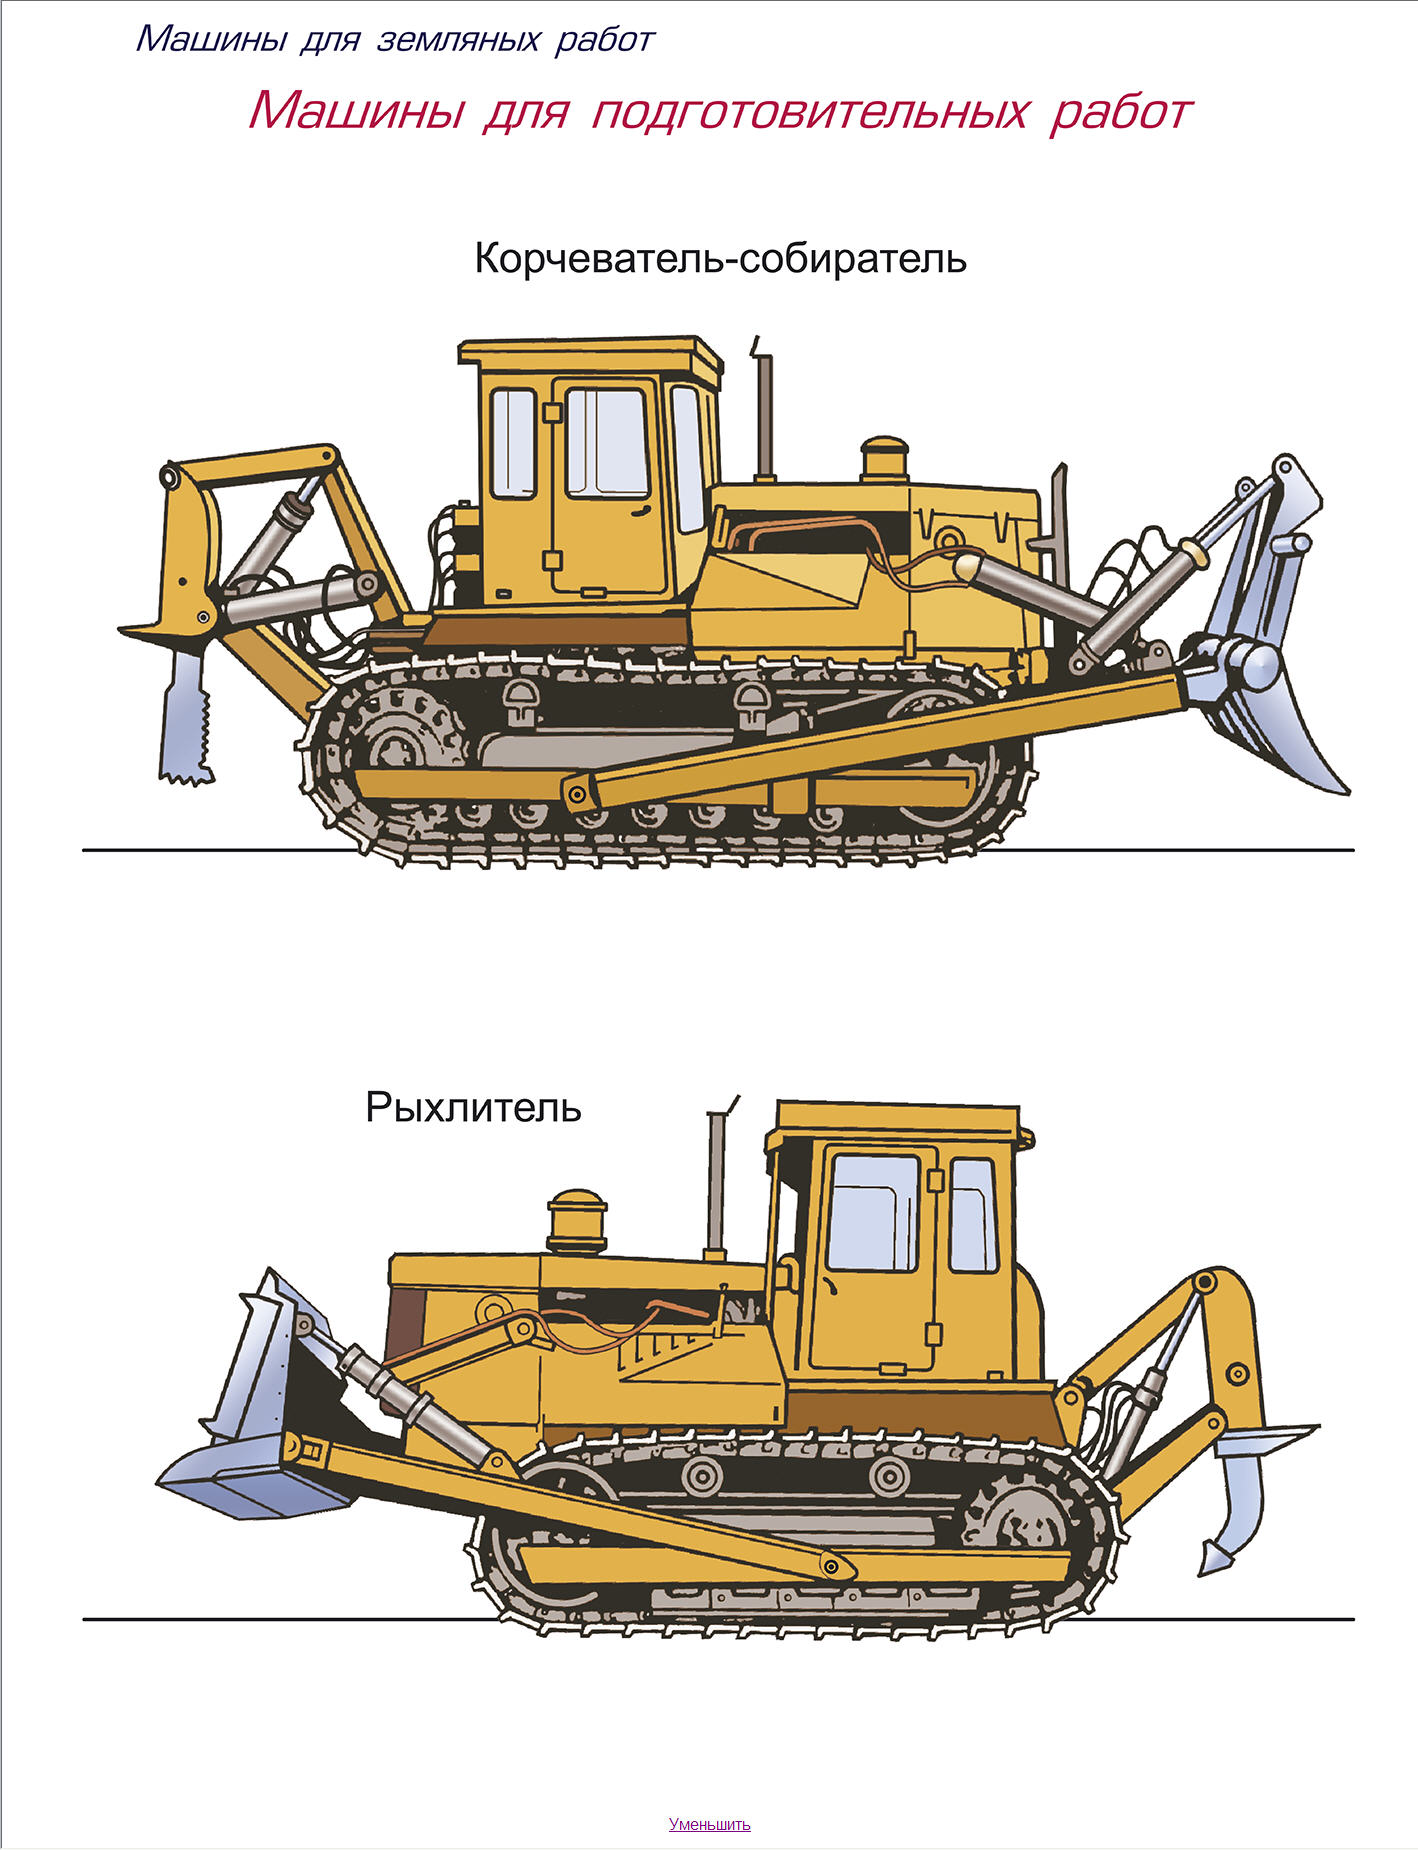 Машины для земляных работ
Машины для подготовительных работ
Корчеватель-собиратель
Рыхлитель
Уменьшить